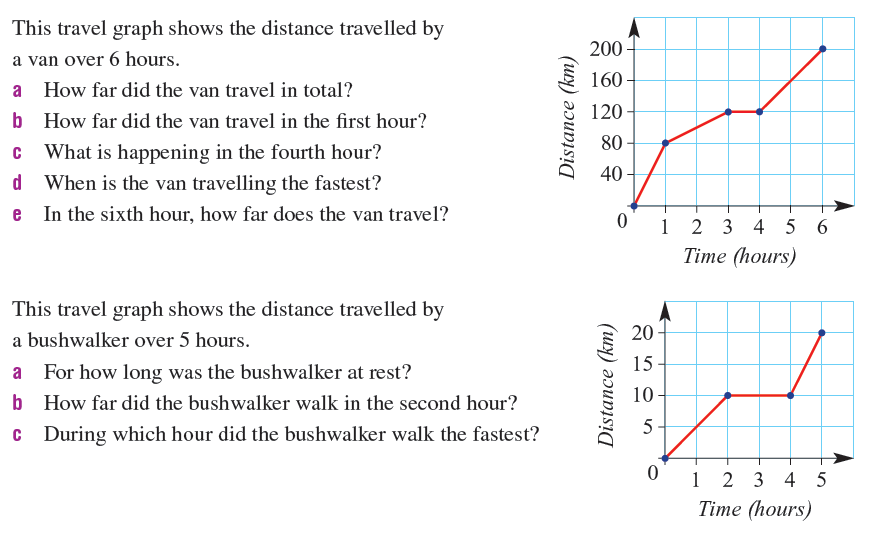 This travel graph shows the distance travelled by
a van over 6 hours.
a How far did the van travel in total?
b How far did the van travel in the first hour?
c What is happening in the fourth hour?
d When is the van travelling the fastest?
e In the sixth hour, how far does the van travel?
Distance (km)
200
160
120
80
40
0
1 2 3 4 5 6
Time (hours)
This travel graph shows the distance travelled by
a bushwalker over 5 hours.
a For how long was the bushwalker at rest?
b How far did the bushwalker walk in the second hour?
c During which hour did the bushwalker walk the fastest?
Distance (km)
20
15
10
5
0
1 2 3 4 5
Time (hours)